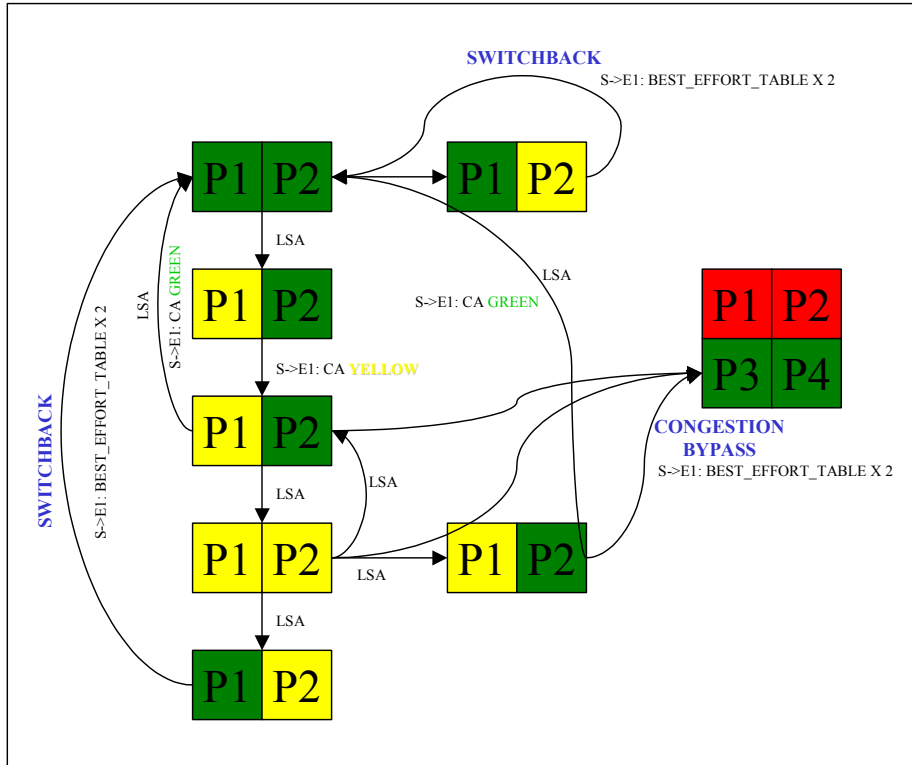 SWITCHBACK
S->E1: BEST_EFFORT_TABLE X 2
P1 P2
P1 P2
LSA
LSA
P1 P2
LSA
S->E1: CA GREEN
S->E1: CA GREEN
P1 P2
P3 P4
SWITCHBACK
S->E1: BEST_EFFORT_TABLE X 2
S->E1: CA YELLOW
P1 P2
CONGESTION
BYPASS
S->E1: BEST_EFFORT_TABLE X 2
LSA
LSA
P1 P2
LSA
P1 P2
LSA
P1 P2